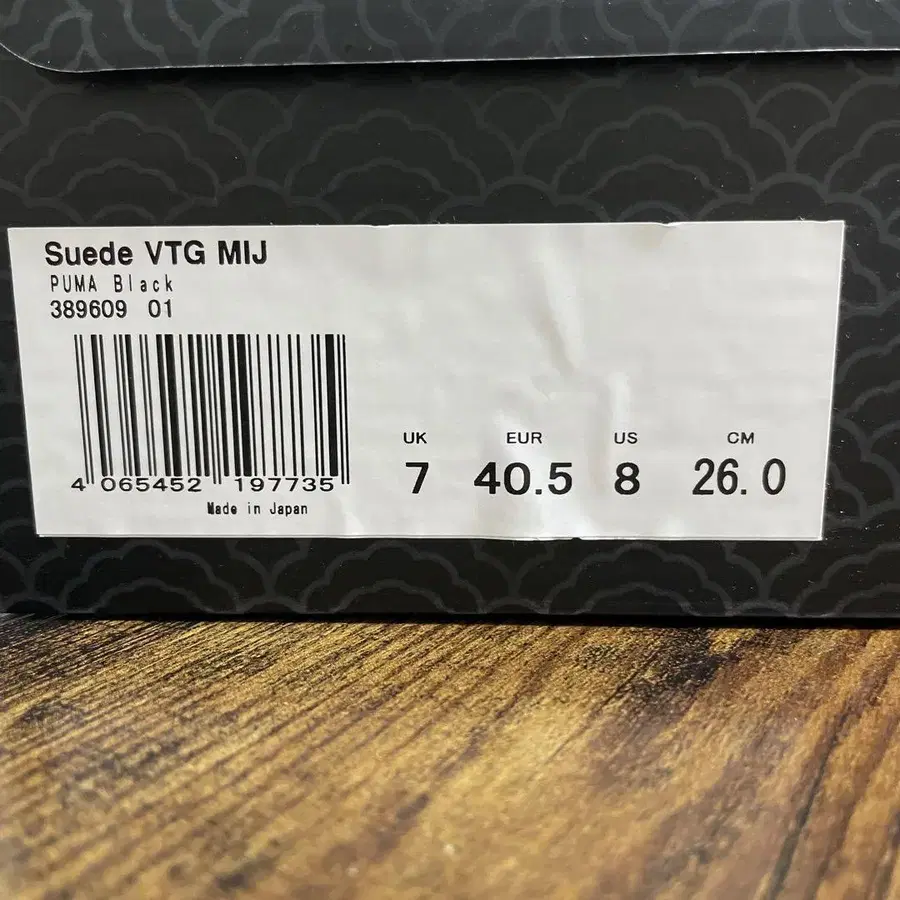 Suede VTG MIJ
PUMA Black
389609 01
4 065452 197735
Made in Japan
UK EUR US CM
7 40.5 8 26.0